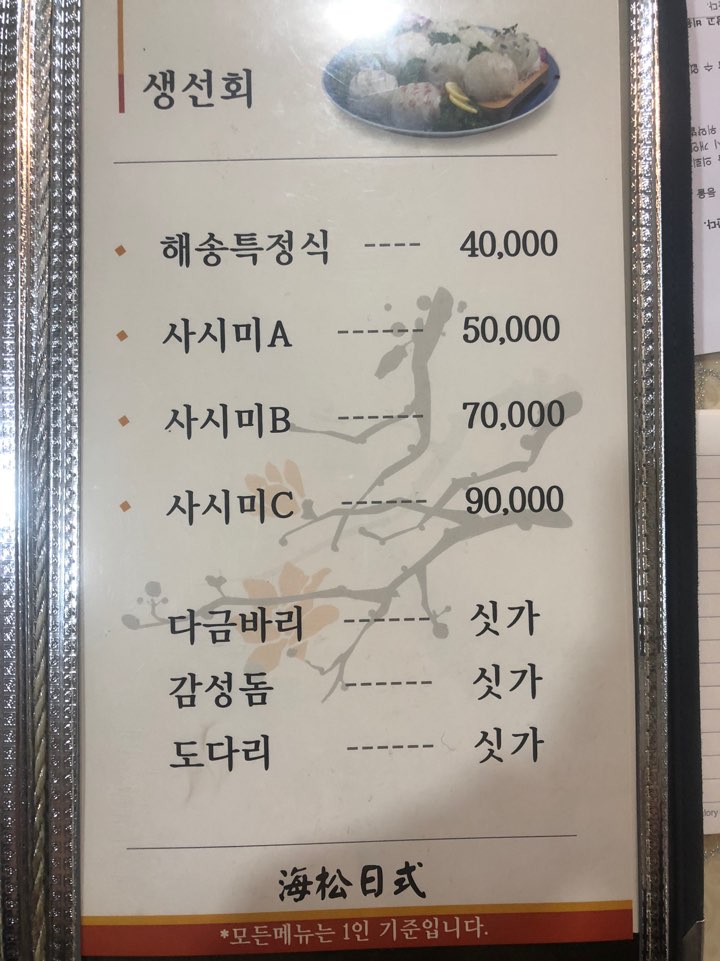 생선회
해송특정식 ---- 40,000
사시미A ------ 50,000
사시미B ------ 70,000
사시미C ------ 90,000
다금바리 ------ 싯가
감성돔 ------ 싯가
도다리 ------ 싯가
海松日式
*모든메뉴는 1인 기준입니다.